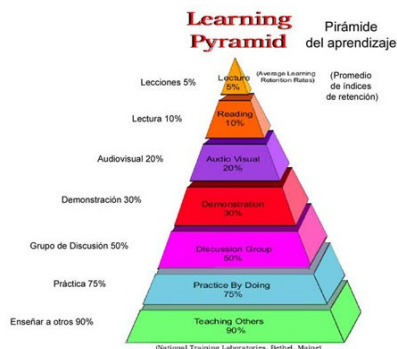 Learning
Pyramid
Pirámide
del aprendizaje
(Average Learning
Retention Rates)
(Promedio
de índices
de retención)
Lecciones 5%
Lecture
5%
Lectura 10%
Reading
10%
Audiovisual 20%
Audio Visual
20%
Demonstración 30%
Demonstration
30%
Grupo de Discusión 50%
Discussion Group
50%
Práctica 75%
Practice By Doing
75%
Enseñar a otros 90%
Teaching Others
90%
(National Training Laboratories, Bethel, Maine)